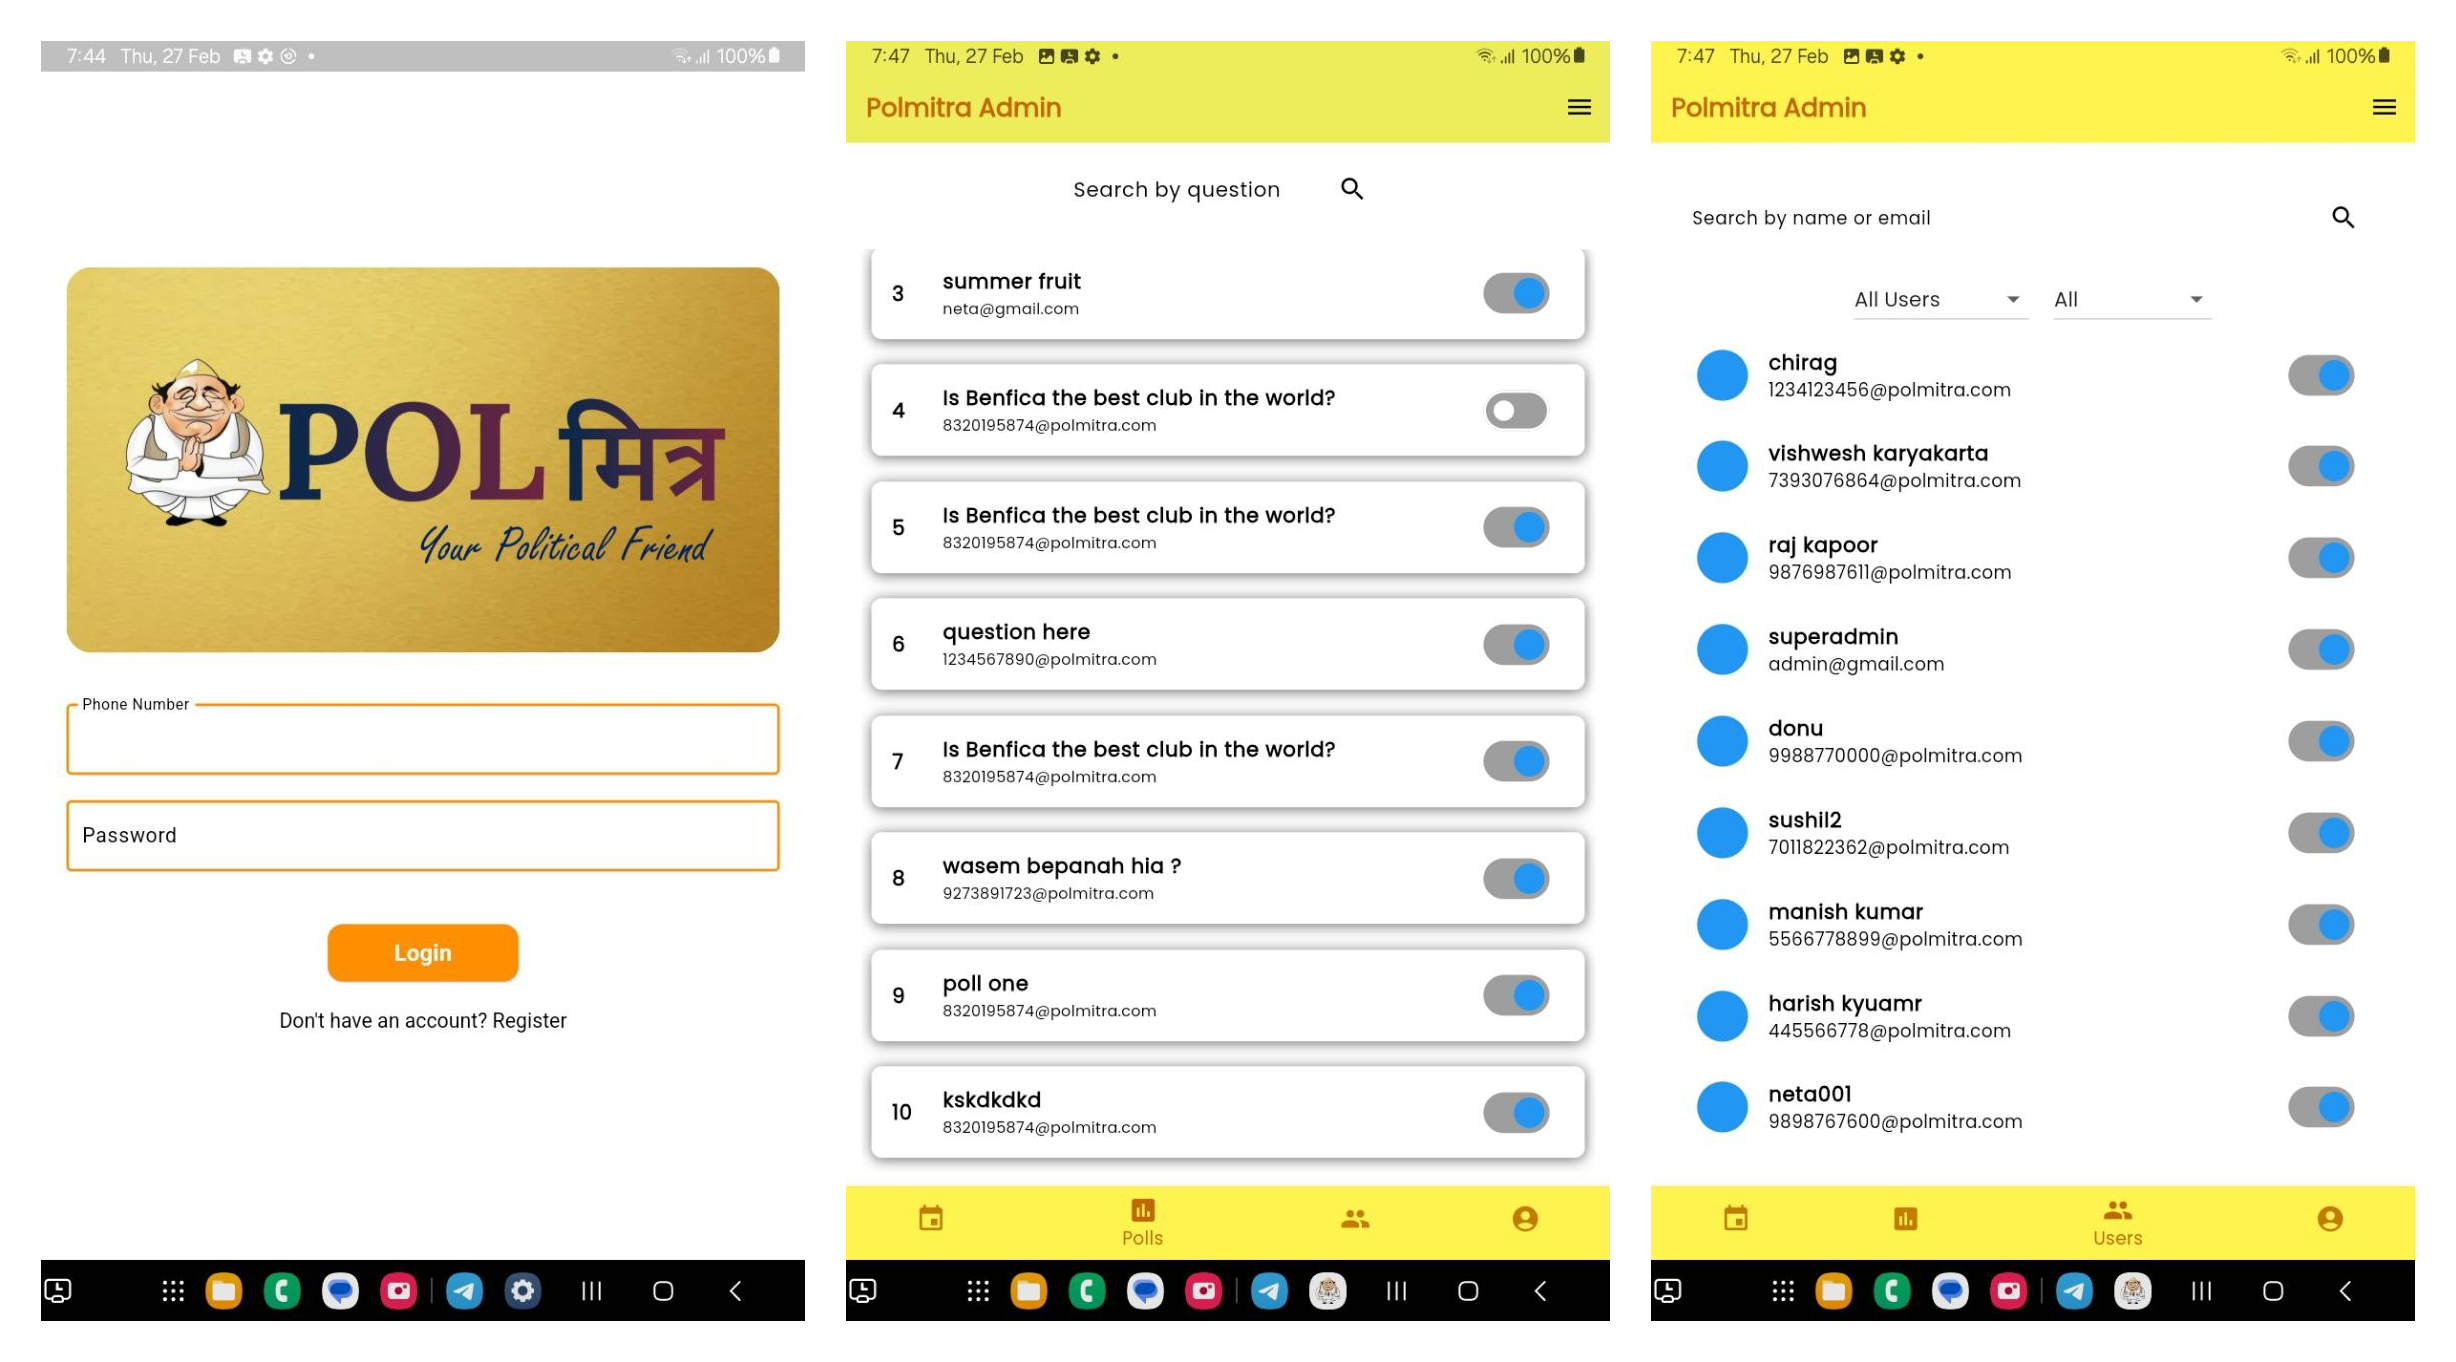 7:44 Thu, 27 Feb
100%
POLमित्र
Your Political Friend
Phone Number
Password
Login
Don't have an account? Register
7:47 Thu, 27 Feb
100%
Polmitra Admin
Search by question
3
summer fruit
neta@gmail.com
4
Is Benfica the best club in the world?
8320195874@polmitra.com
5
Is Benfica the best club in the world?
8320195874@polmitra.com
6
question here
1234567890@polmitra.com
7
Is Benfica the best club in the world?
8320195874@polmitra.com
8
wasem bepanah hia ?
9273891723@polmitra.com
9
poll one
8320195874@polmitra.com
10
kskdkdkd
8320195874@polmitra.com
Polls
7:47 Thu, 27 Feb
100%
Polmitra Admin
Search by name or email
All Users
All
chirag
1234123456@polmitra.com
vishwesh karyakarta
7393076864@polmitra.com
raj kapoor
9876987611@polmitra.com
superadmin
admin@gmail.com
donu
9988770000@polmitra.com
sushil2
7011822362@polmitra.com
manish kumar
5566778899@polmitra.com
harish kyuamr
445566778@polmitra.com
neta001
9898767600@polmitra.com
Users